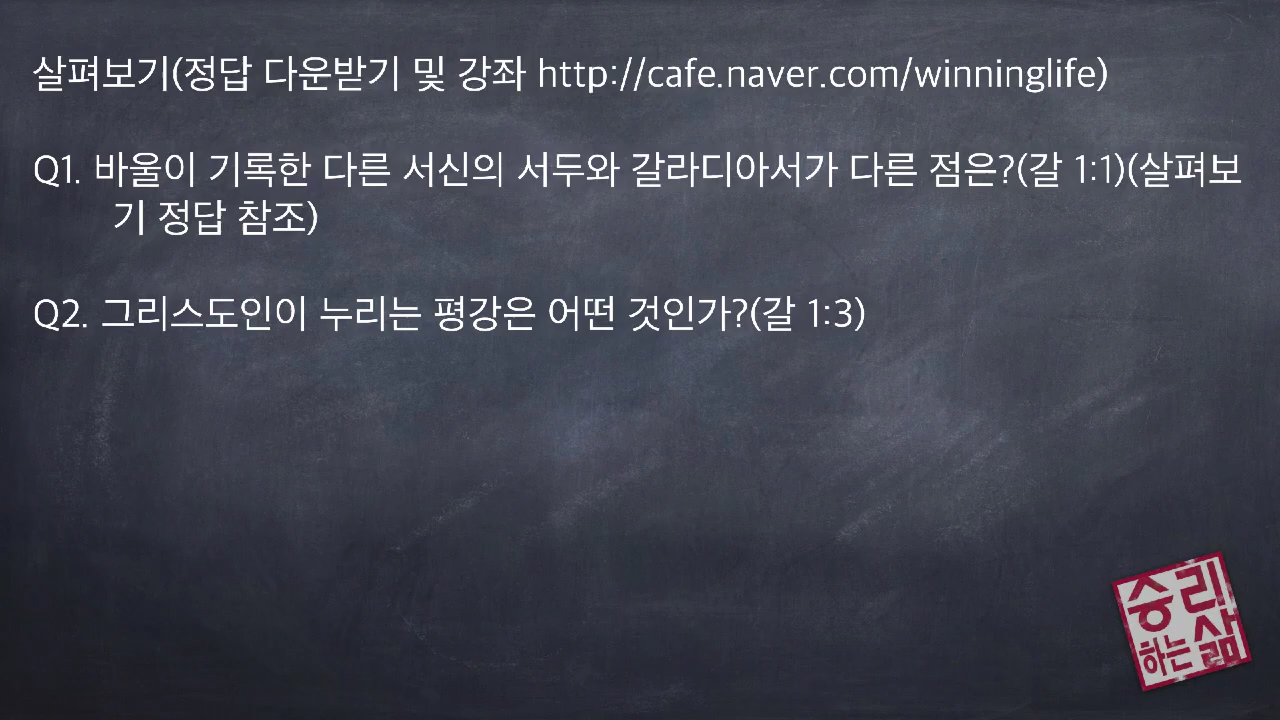 살펴보기(정답 다운받기 및 강좌 http://cafe.naver.com/winninglife)
Q1. 바울이 기록한 다른 서신의 서두와 갈라디아서가 다른 점은?(갈 1:1)(살펴보
기 정답 참조)
Q2. 그리스도인이 누리는 평강은 어떤 것인가?(갈 1:3)
승리
하는 삶